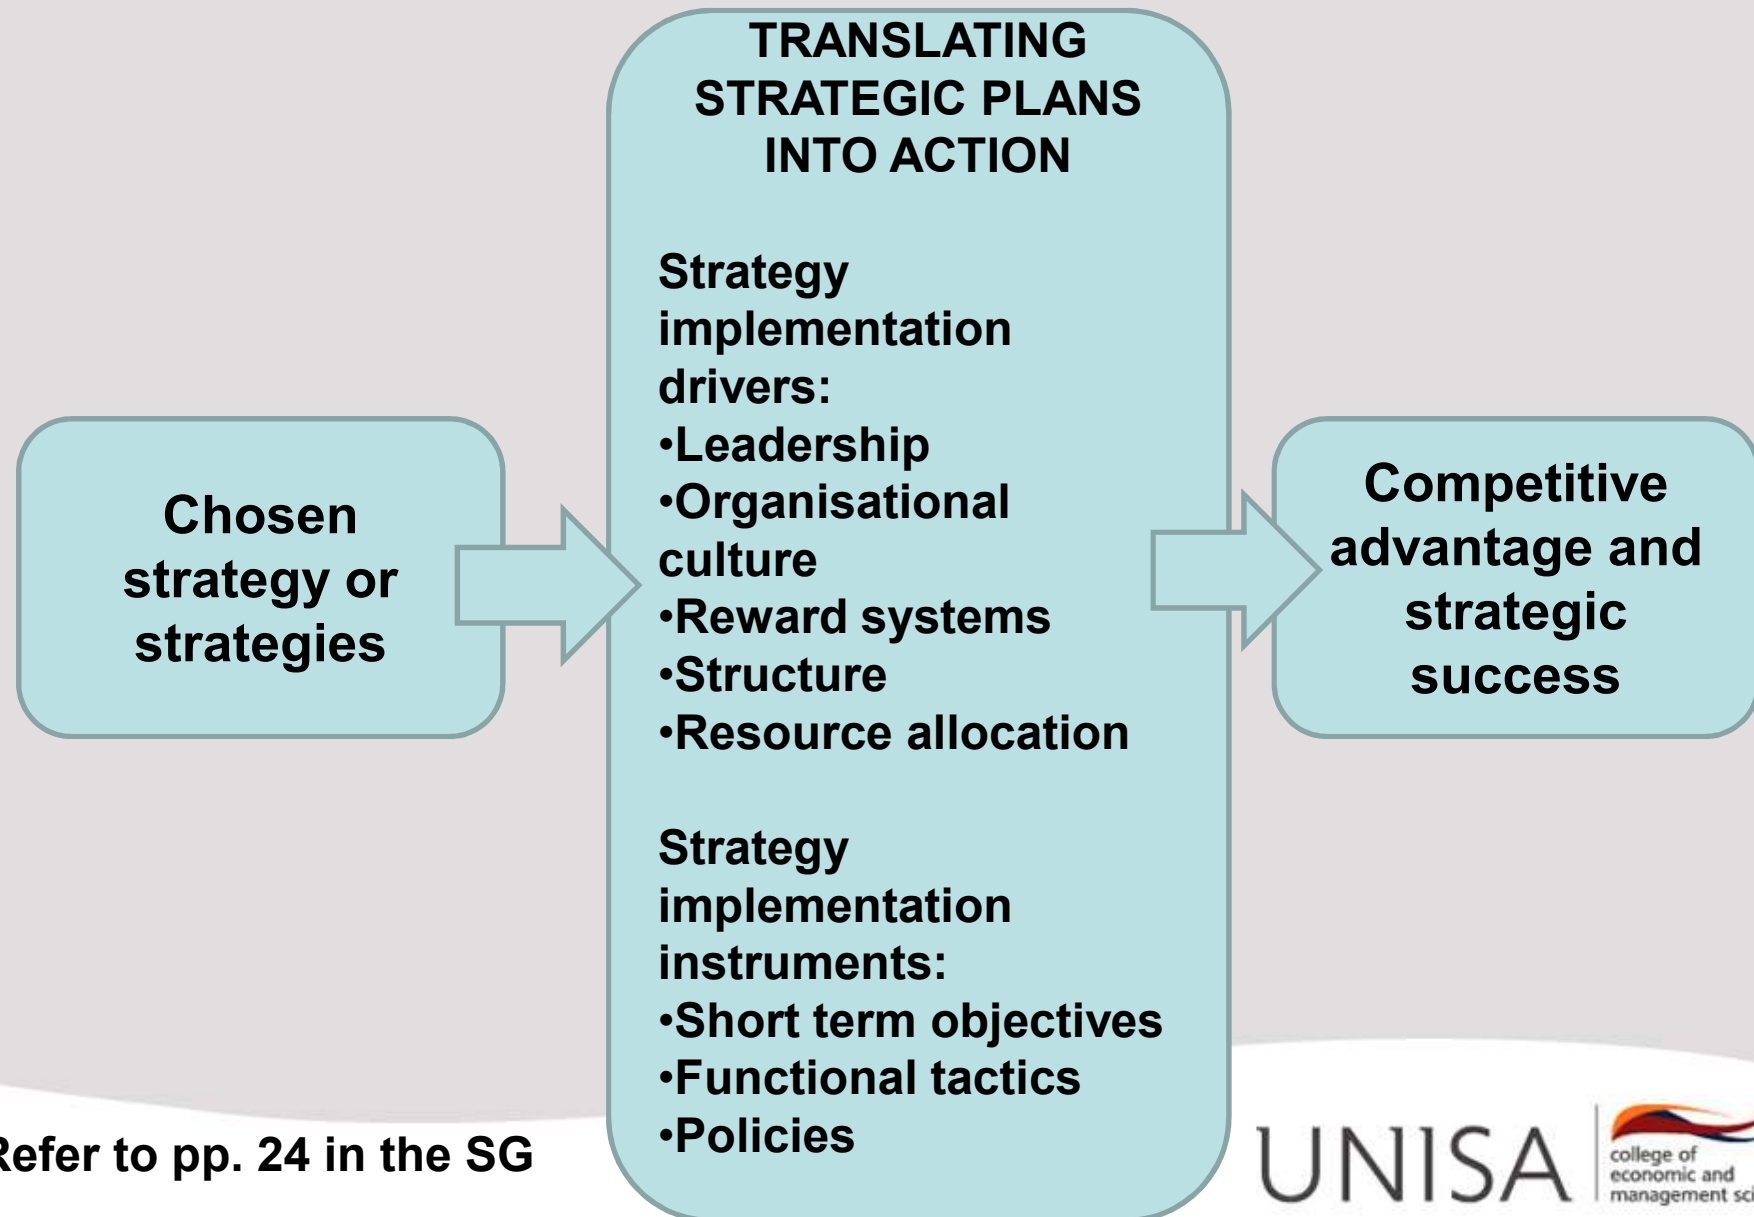 TRANSLATING
STRATEGIC PLANS
INTO ACTION
Strategy
implementation
drivers:
•Leadership
•Organisational
culture
•Reward systems
•Structure
•Resource allocation
Strategy
implementation
instruments:
•Short term objectives
•Functional tactics
•Policies
Chosen
strategy or
strategies
Competitive
advantage and
strategic
success
Refer to pp. 24 in the SG
UNISA
college of
economic and
management sci